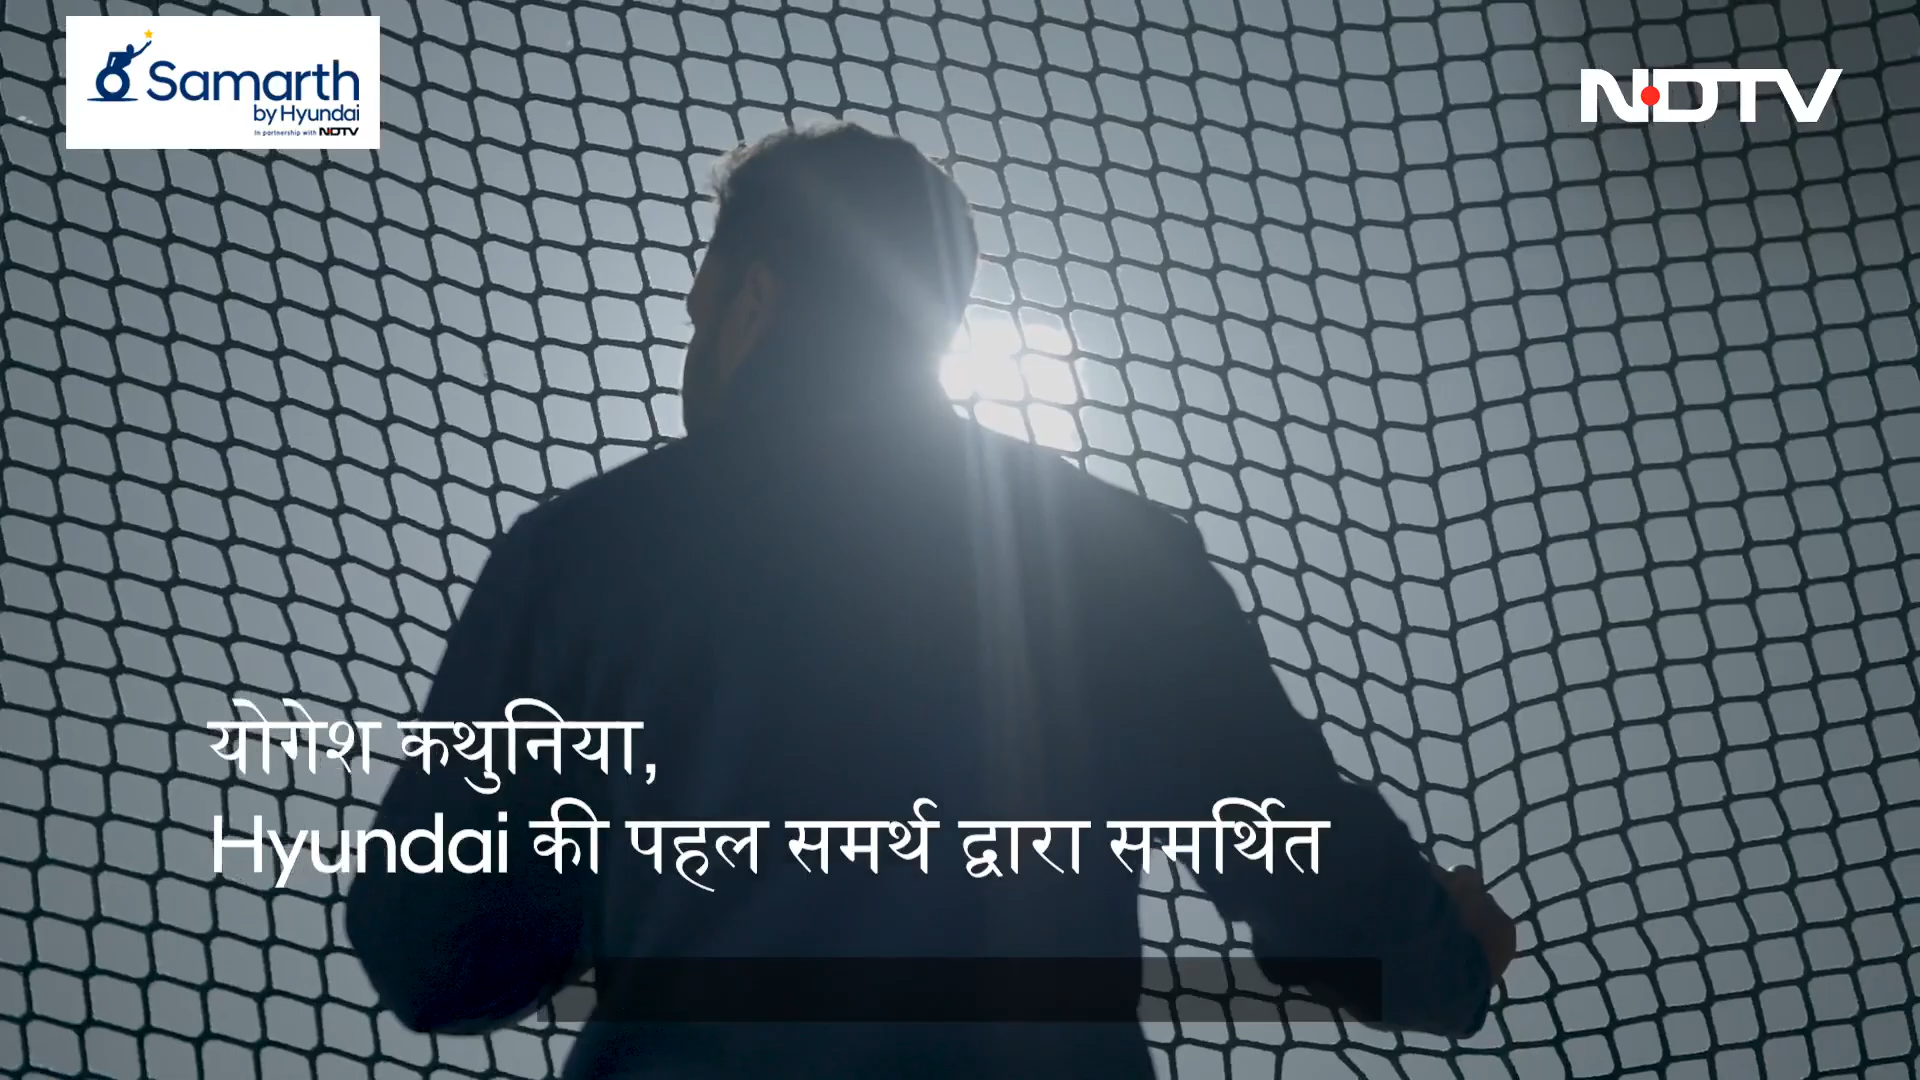 Samarth
by Hyundai
In partnership with NDTV
NDTV
योगेश कथुनिया,
Hyundai की पहल समर्थ द्वारा समर्थित